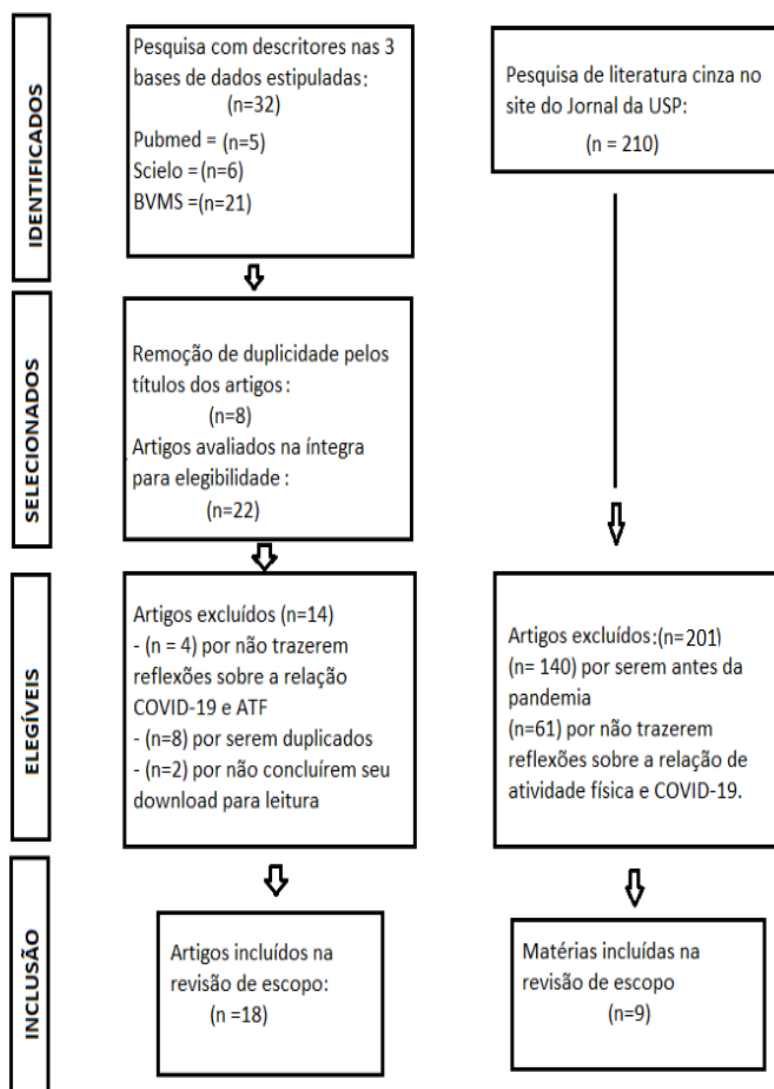 IDENTIFICADOS
Pesquisa com descritores nas 3
bases de dados estipuladas:
(n=32)
Pubmed = (n=5)
Scielo =(n=6)
BVMS =(n=21)
Pesquisa de literatura cinza no
site do Jornal da USP:
(n = 210)
SELECIONADOS
Remoção de duplicidade pelos
títulos dos artigos :
(n=8)
Artigos avaliados na íntegra
para elegibilidade :
(n=22)
ELEGÍVEIS
Artigos excluídos (n=14)
- (n = 4) por não trazerem
reflexões sobre a relação
COVID-19 e ATF
- (n=8) por serem duplicados
- (n=2) por não concluírem seu
download para leitura
Artigos excluídos:(n=201)
(n= 140) por serem antes da
pandemia
(n=61) por não trazerem
reflexões sobre a relação de
atividade física e COVID-19.
INCLUSÃO
Artigos incluídos na
revisão de escopo:
(n =18)
Matérias incluídas na
revisão de escopo
(n=9)